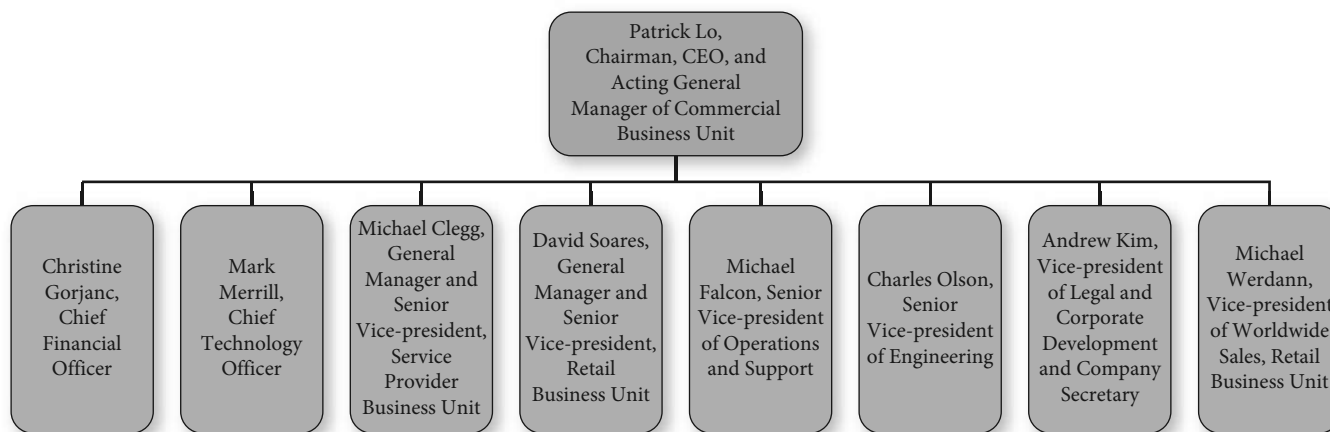 Patrick Lo,
Chairman, CEO, and
Acting General
Manager of Commercial
Business Unit
Christine
Gorjanc,
Chief
Financial
Officer
Mark
Merrill,
Chief
Technology
Officer
Michael Clegg,
General
Manager and
Senior
Vice-president,
Service
Provider
Business Unit
David Soares,
General
Manager and
Senior
Vice-president,
Retail
Business Unit
Michael
Falcon, Senior
Vice-president
of Operations
and Support
Charles Olson,
Senior
Vice-president
of Engineering
Andrew Kim,
Vice-president
of Legal and
Corporate
Development
and Company
Secretary
Michael
Werdann,
Vice-president
of Worldwide
Sales, Retail
Business Unit